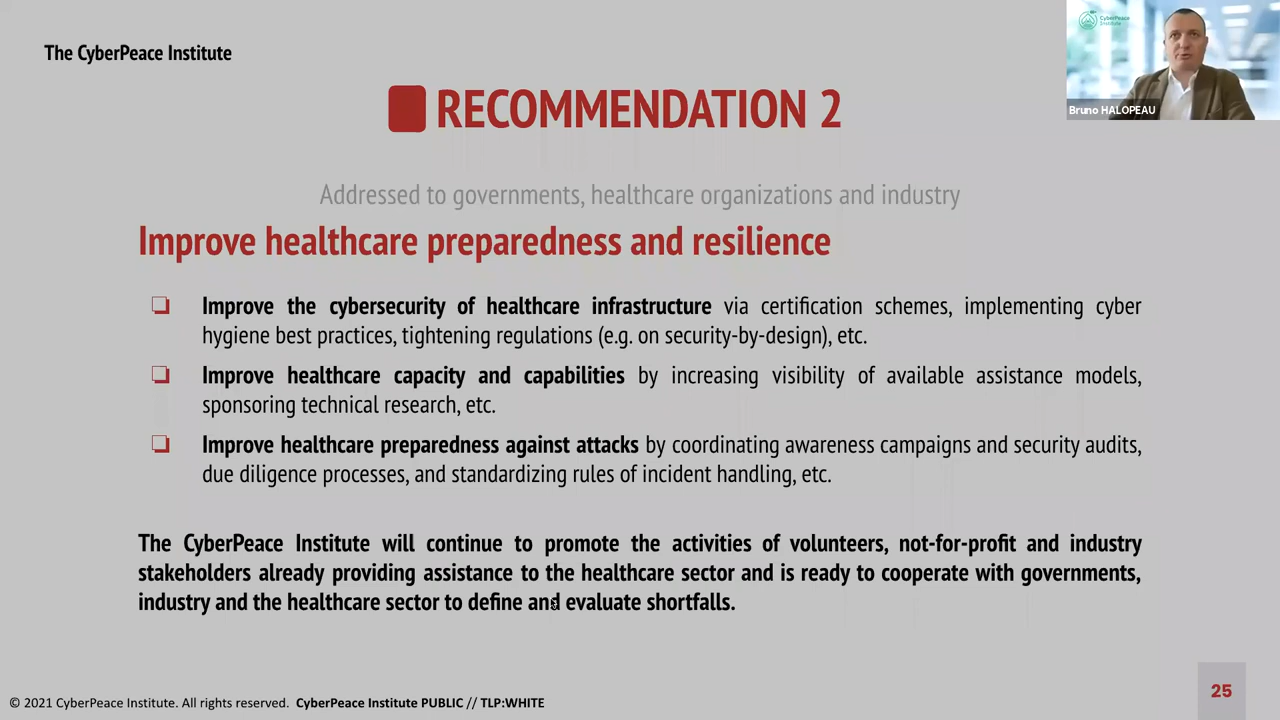 The CyberPeace Institute
CyberPeace
Institute
Bruno HALOPEAU
RECOMMENDATION 2
Addressed to governments, healthcare organizations and industry
Improve healthcare preparedness and resilience
Improve the cybersecurity of healthcare infrastructure via certification schemes, implementing cyber
hygiene best practices, tightening regulations (e.g. on security-by-design), etc.
Improve healthcare capacity and capabilities by increasing visibility of available assistance models,
sponsoring technical research, etc.
Improve healthcare preparedness against attacks by coordinating awareness campaigns and security audits,
due diligence processes, and standardizing rules of incident handling, etc.
The CyberPeace Institute will continue to promote the activities of volunteers, not-for-profit and industry
stakeholders already providing assistance to the healthcare sector and is ready to cooperate with governments,
industry and the healthcare sector to define and evaluate shortfalls.
© 2021 CyberPeace Institute. All rights reserved. CyberPeace Institute PUBLIC // TLP:WHITE
25